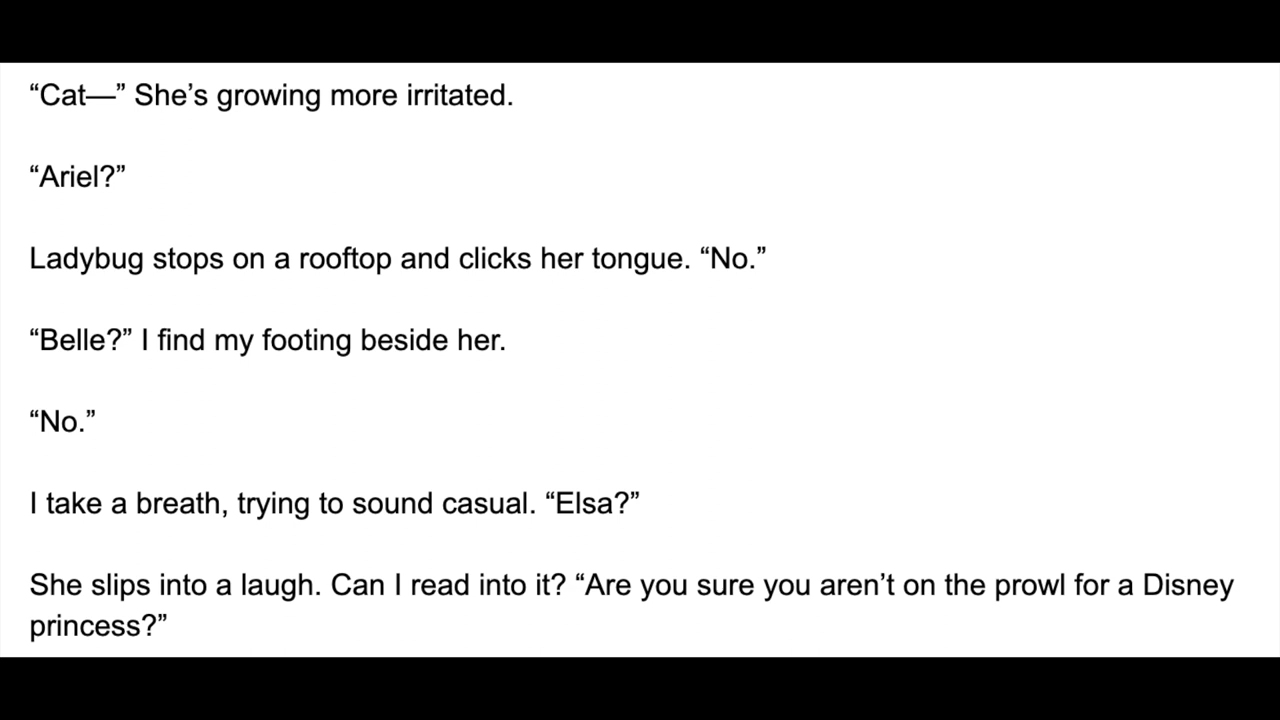 “Cat—” She’s growing more irritated.
“Ariel?”
Ladybug stops on a rooftop and clicks her tongue. “No.”
“Belle?” I find my footing beside her.
“No.”
I take a breath, trying to sound casual. “Elsa?”
She slips into a laugh. Can I read into it? “Are you sure you aren’t on the prowl for a Disney
princess?”